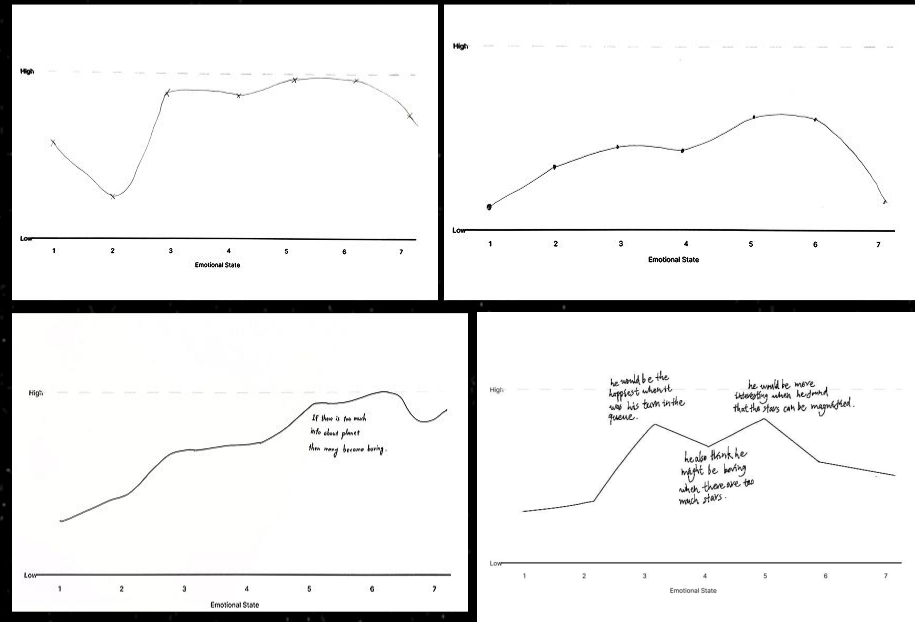 High
Low
1 2 3 4 5 6 7
Emotional State
High
Low
1 2 3 4 5 6 7
Emotional State
High
If there is too much
info about planet
then may become boring.
Low
1 2 3 4 5 6 7
Emotional State
High
he would be the
happiest when it
was his turn in the
queue.
he would be more
interesting when he found
that the stars can be magnified.
he also think he
might be boring
when there are too
much stars.
Low
1 2 3 4 5 6 7
Emotional State